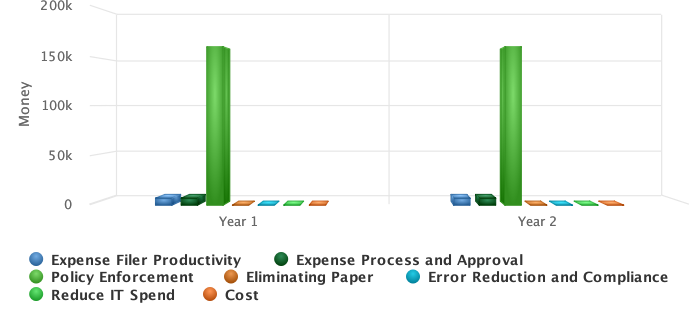 200k
150k
100k
50k
0
Money
Year 1 Year 2
Expense Filer Productivity Expense Process and Approval
Policy Enforcement Eliminating Paper Error Reduction and Compliance
Reduce IT Spend Cost